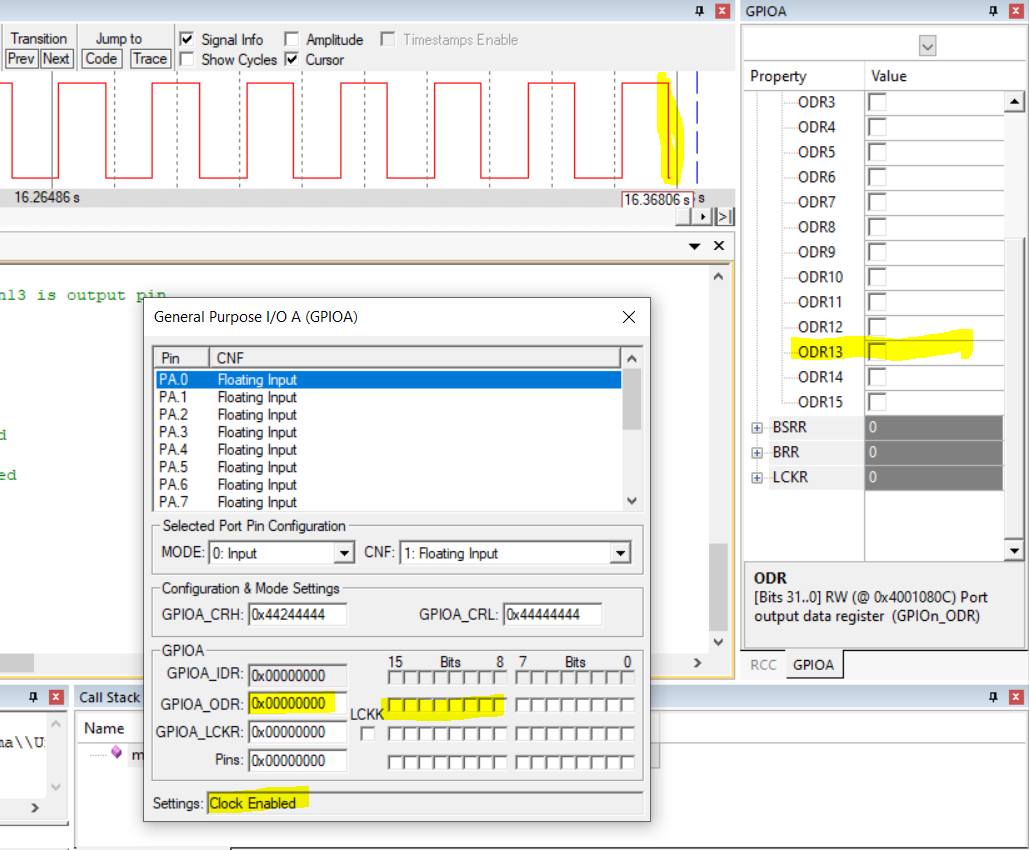 GPIOA
Transition Jump to Signal Info Amplitude Timestamps Enable
Prev Next Code Trace Show Cycles Cursor
Property Value
ODR3
ODR4
ODR5
ODR6
ODR7
ODR8
ODR9
ODR10
ODR11
ODR12
ODR13
ODR14
ODR15
BSRR 0
BRR 0
LCKR 0
16.26486 s 16.36806 s s
>
n13 is output pin
d
ed
General Purpose I/O A (GPIOA)
Pin CNF
PA.0 Floating Input
PA.1 Floating Input
PA.2 Floating Input
PA.3 Floating Input
PA.4 Floating Input
PA.5 Floating Input
PA.6 Floating Input
PA.7 Floating Input
Selected Port Pin Configuration
MODE: 0: Input CNF: 1: Floating Input
Configuration & Mode Settings
GPIOA_CRH: 0x44244444 GPIOA_CRL: 0x44444444
GPIOA
15 Bits 8 7 Bits 0
GPIOA_IDR: 0x00000000
GPIOA_ODR: 0x00000000
LCKK
GPIOA_LCKR: 0x00000000
Pins: 0x00000000
Settings: Clock Enabled
ODR
[Bits 31..0] RW (@ 0x4001080C) Port
output data register (GPIOn_ODR)
RCC GPIOA
Call Stack
Name
m